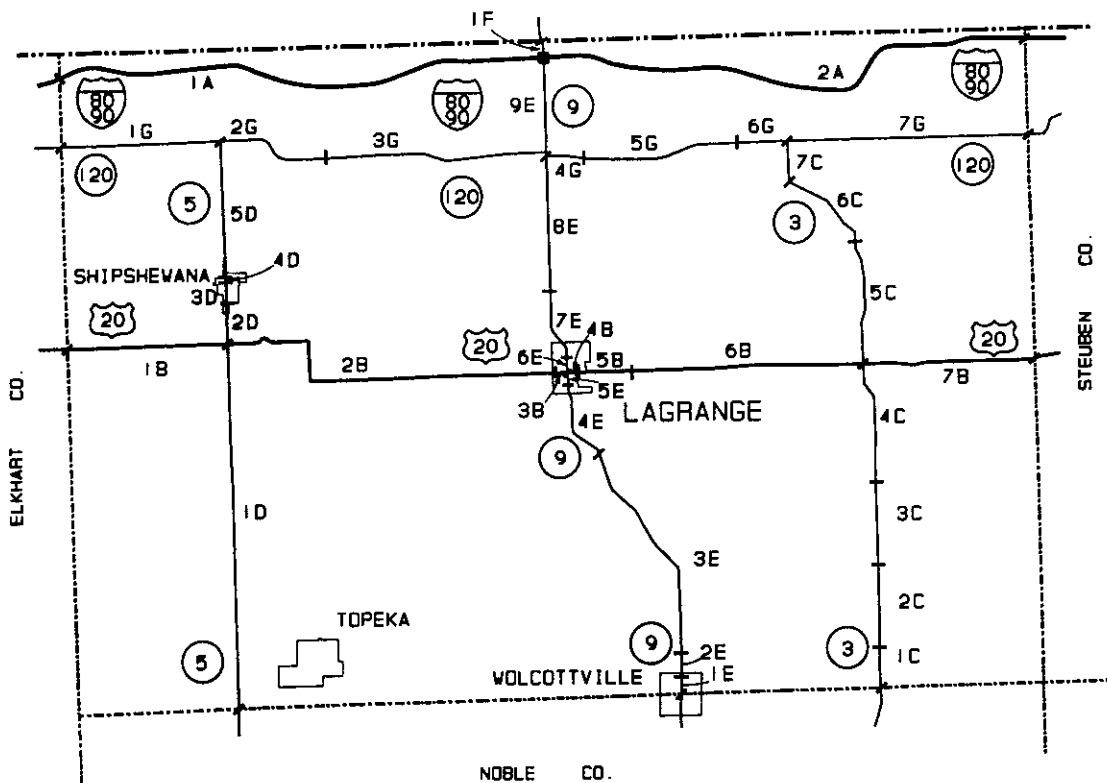 1F
1A
2A
80
90
80
90
80
90
9E
9
1G
2G
3G
4G
5G
6G
7G
120
120
120
7C
5
3
6C
5D
8E
SHIPSHEWANA
4D
3D
5C
20
2D
20
7E
4B
20
1B
2B
6E
5B
6B
7B
5E
3B
4E
LAGRANGE
4C
9
ELKHART CO.
STEUBEN CO.
1D
3C
3E
TOPEKA
2C
5
9
3
2E
1C
WOLCOTTVILLE
1E
NOBLE CO.